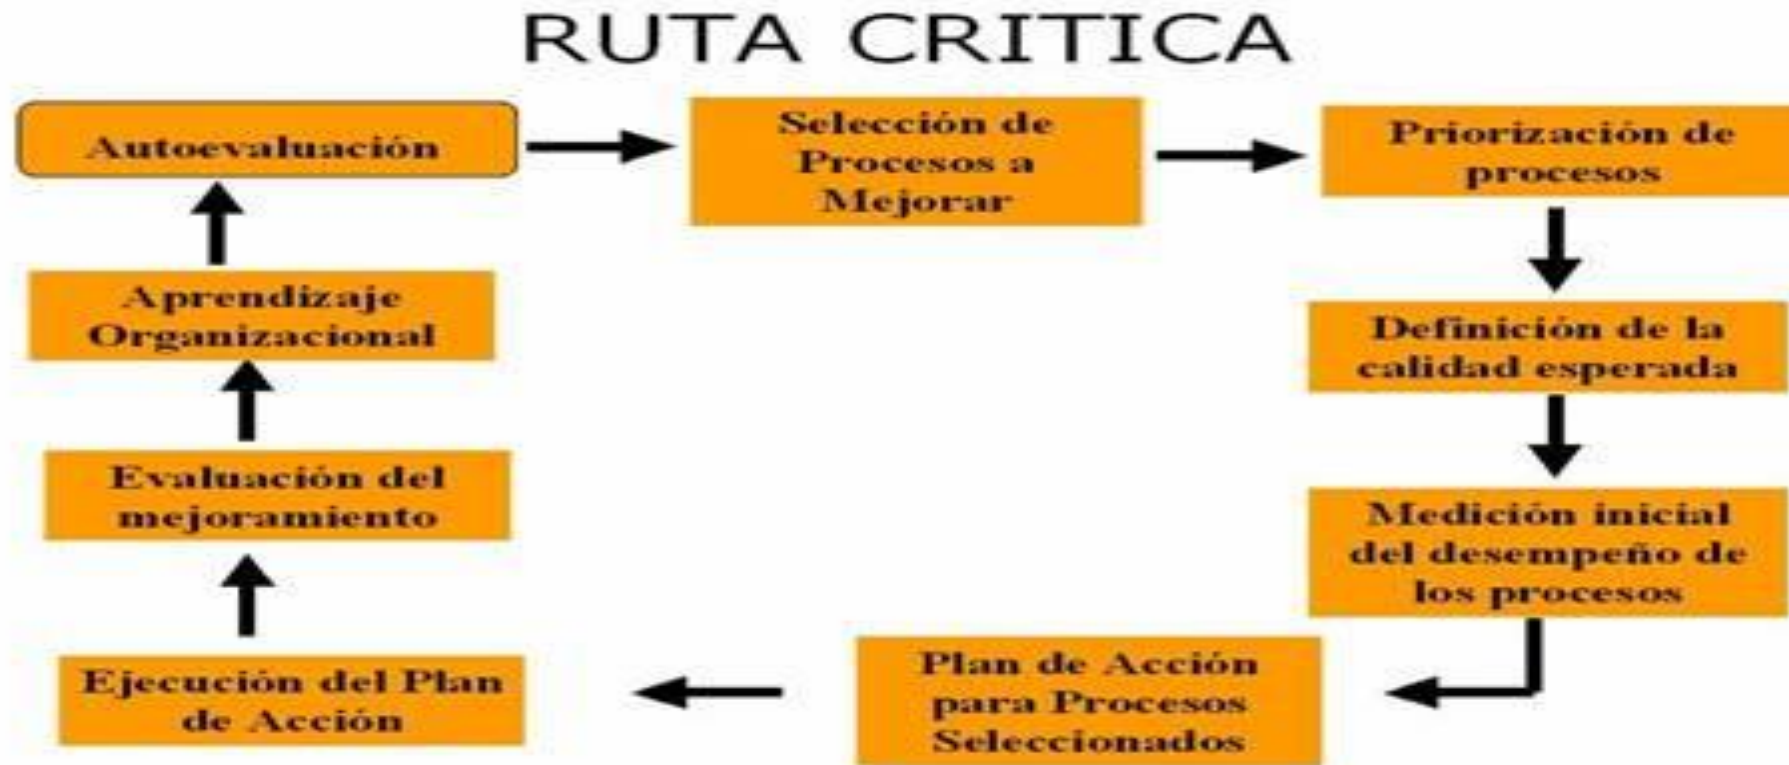 RUTA CRITICA
Autoevaluación
Selección de
Procesos a
Mejorar
Priorización de
procesos
Definición de la
calidad esperada
Medición inicial
del desempeño de
los procesos
Plan de Acción
para Procesos
Seleccionados
Ejecución del Plan
de Acción
Evaluación del
mejoramiento
Aprendizaje
Organizacional